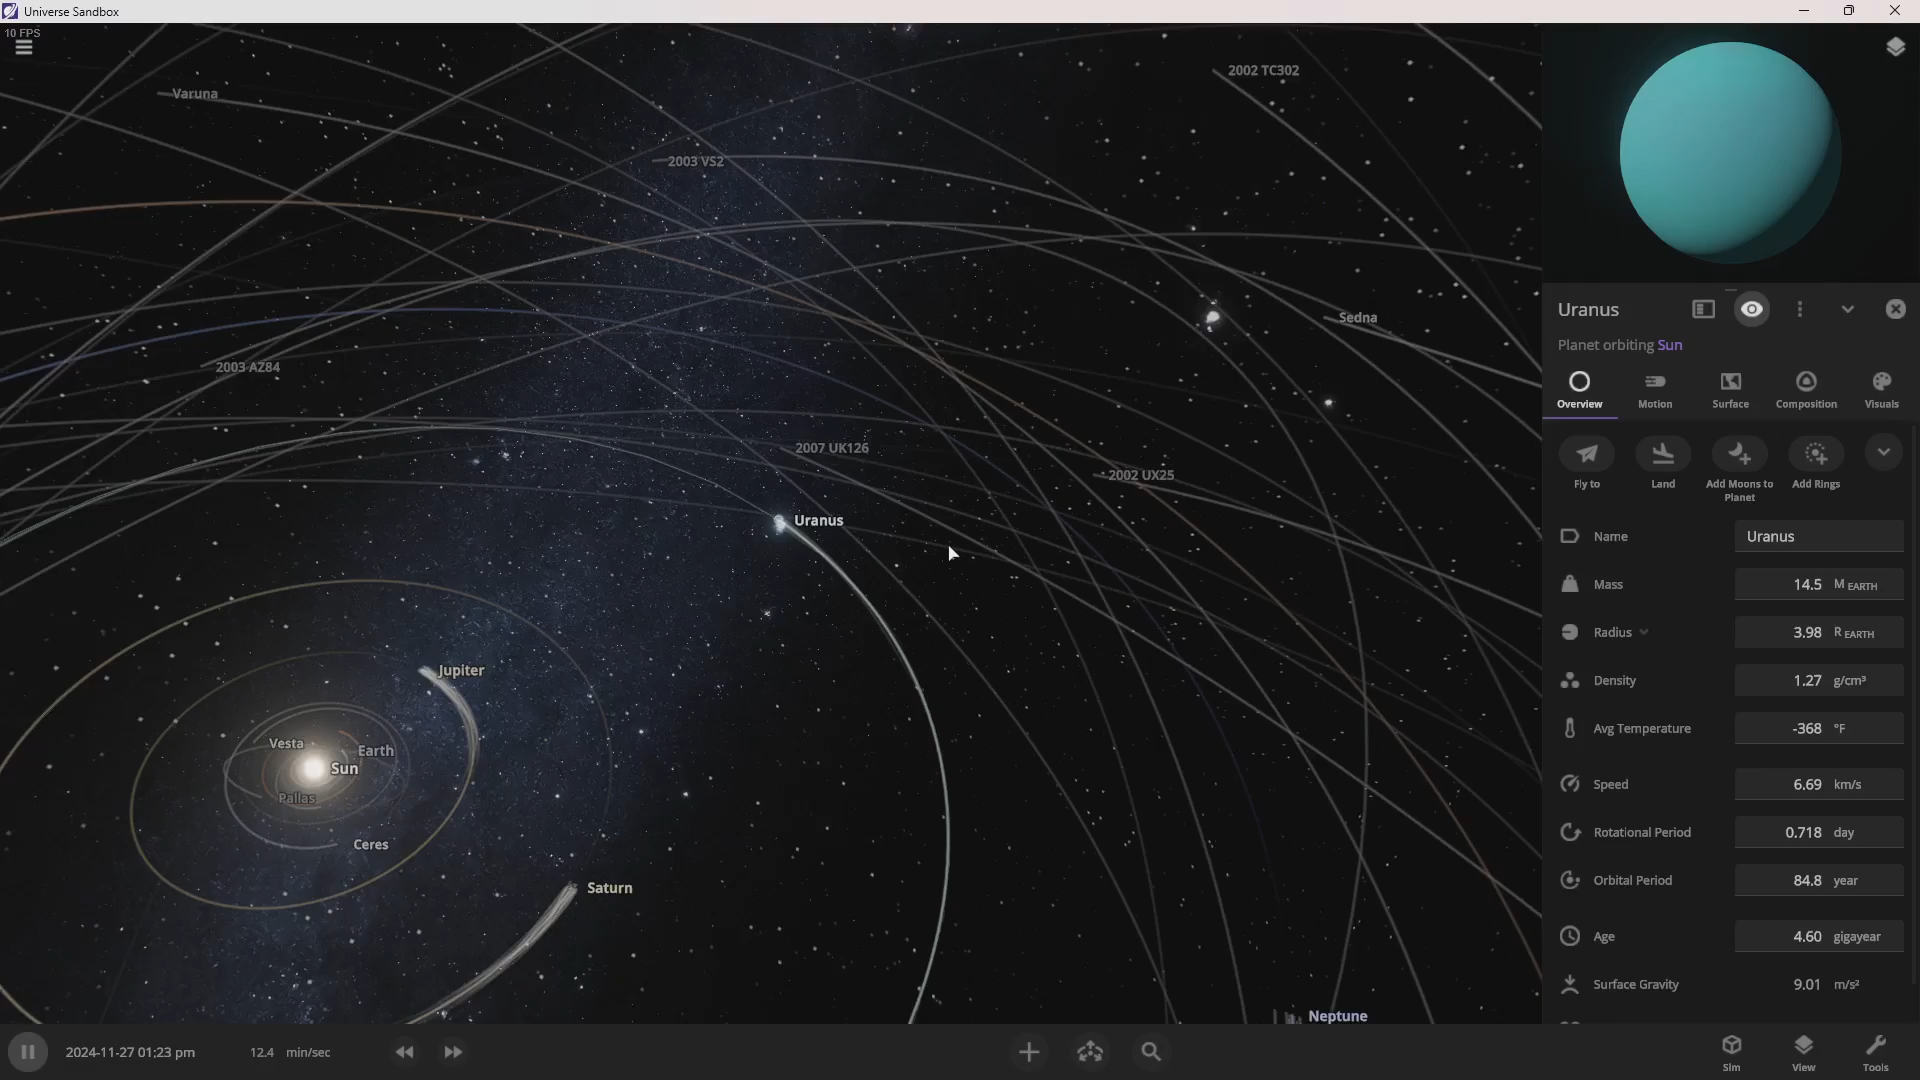 Universe Sandbox
10 FPS
Varuna
2002 TC302
2003 VS2
Sedna
2003 AZ84
2007 UK126
2002 UX25
Uranus
Jupiter
Vesta
Earth
Sun
Pallas
Ceres
Saturn
Neptune
Uranus
Planet orbiting Sun
Overview Motion Surface Composition Visuals
Fly to Land Add Moons to Planet Add Rings
Name Uranus
Mass 14.5 M EARTH
Radius 3.98 R EARTH
Density 1.27 g/cm³
Avg Temperature -368 °F
Speed 6.69 km/s
Rotational Period 0.718 day
Orbital Period 84.8 year
Age 4.60 gigayear
Surface Gravity 9.01 m/s²
2024-11-27 01:23 pm 12.4 min/sec
Sim View Tools